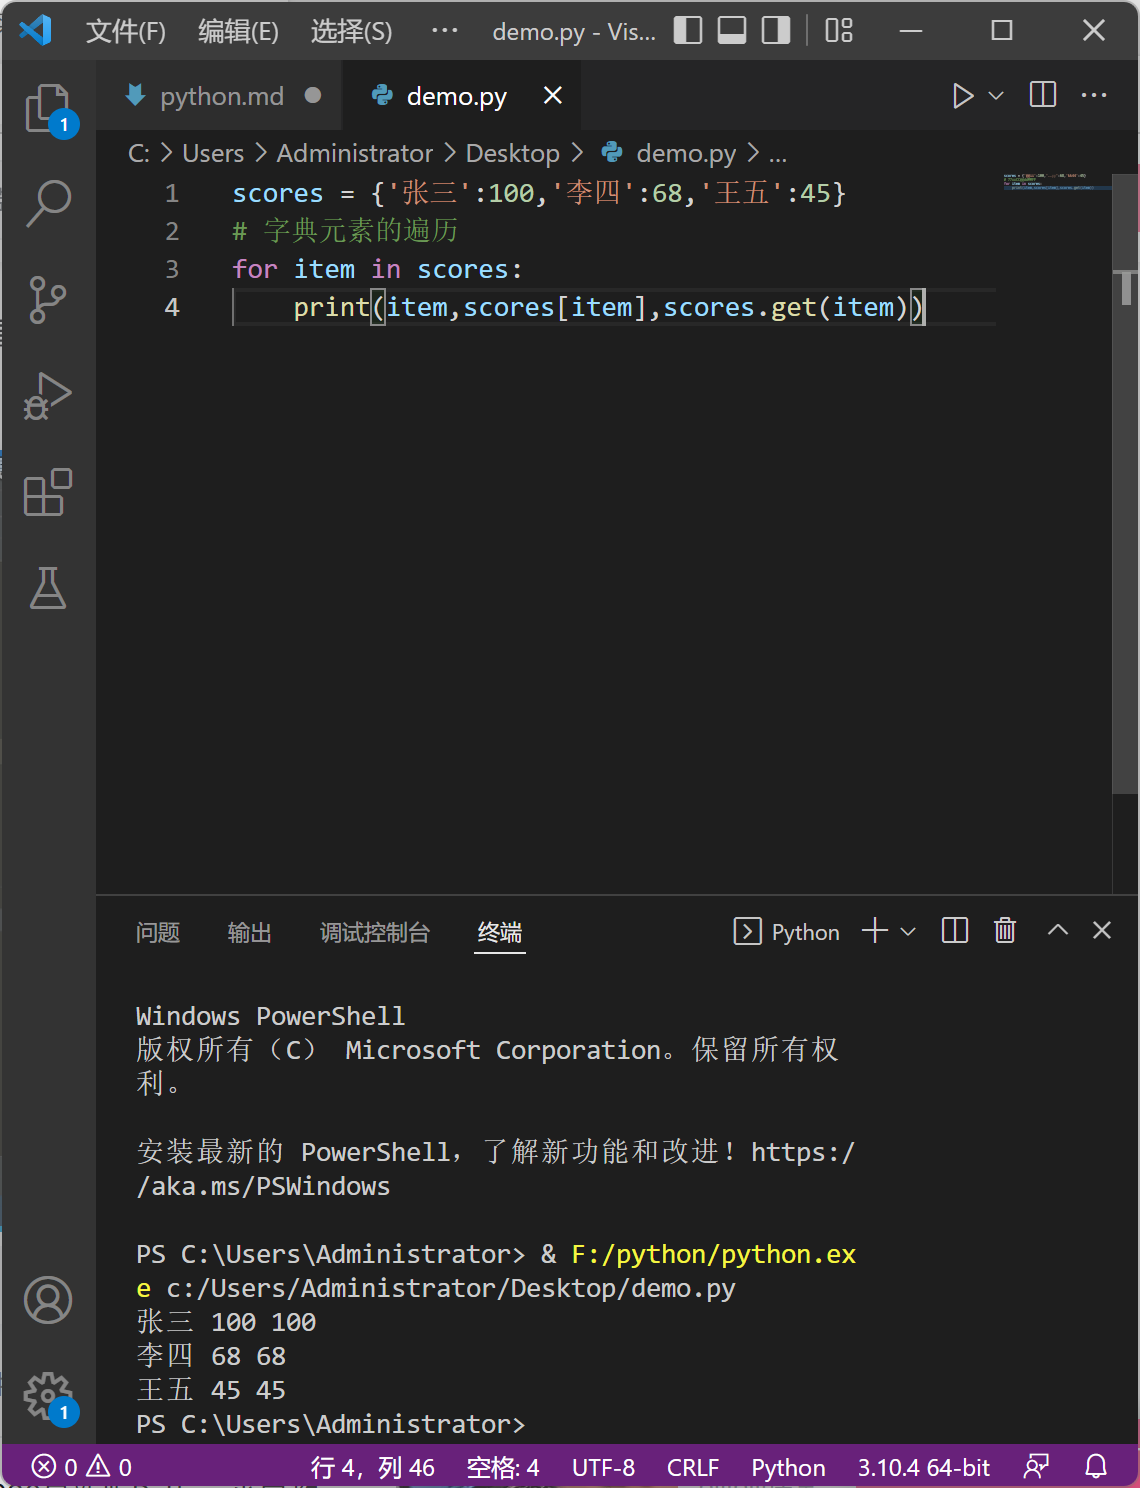 文件(F) 编辑(E) 选择(S) ··· demo.py - Vis...
1
python.md demo.py
C: > Users > Administrator > Desktop > demo.py > ...
1 scores = {'张三':100,'李四':68,'王五':45}
2 # 字典元素的遍历
3 for item in scores:
4 print(item,scores[item],scores.get(item))
问题 输出 调试控制台 终端 Python
Windows PowerShell
版权所有（C） Microsoft Corporation。保留所有权
利。
安装最新的 PowerShell，了解新功能和改进！https:/
/aka.ms/PSWindows
PS C:\Users\Administrator> & F:/python/python.ex
e c:/Users/Administrator/Desktop/demo.py
张三 100 100
李四 68 68
王五 45 45
PS C:\Users\Administrator>
1
0 0 行 4，列 46 空格: 4 UTF-8 CRLF Python 3.10.4 64-bit